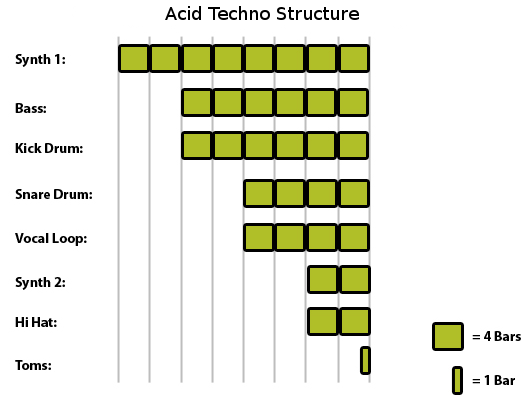 Acid Techno Structure
Synth 1:
Bass:
Kick Drum:
Snare Drum:
Vocal Loop:
Synth 2:
Hi Hat:
Toms:
= 4 Bars
= 1 Bar